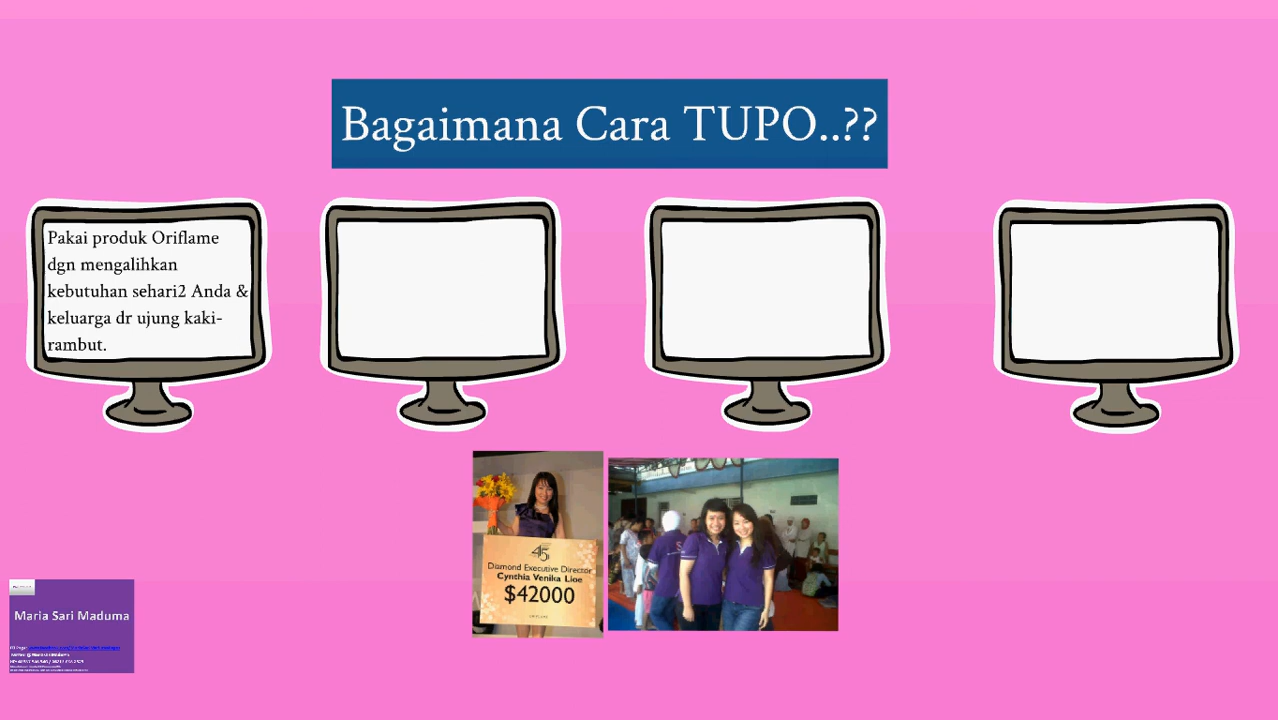 Bagaimana Cara TUPO..??
Pakai produk Oriflame
dgn mengalihkan
kebutuhan sehari2 Anda &
keluarga dr ujung kaki-
rambut.
45
Diamond Executive Director
Cynthia Venika Lioe
$42000
Maria Sari Maduma